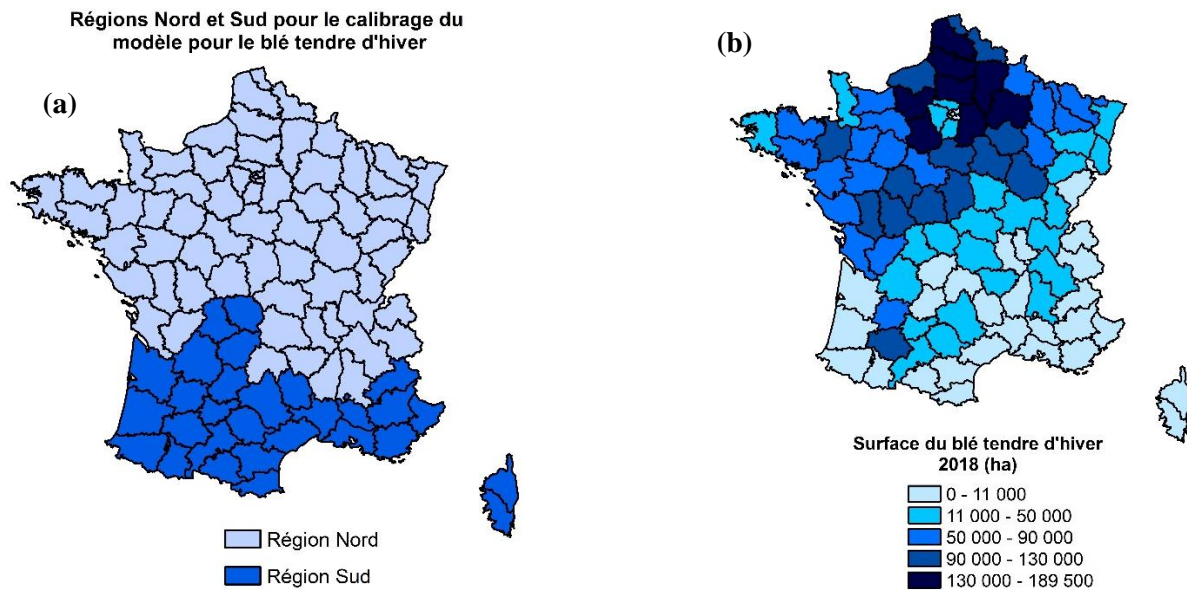 Régions Nord et Sud pour le calibrage du
modèle pour le blé tendre d'hiver
(a)
Région Nord
Région Sud
(b)
Surface du blé tendre d'hiver
2018 (ha)
0 - 11 000
11 000 - 50 000
50 000 - 90 000
90 000 - 130 000
130 000 - 189 500